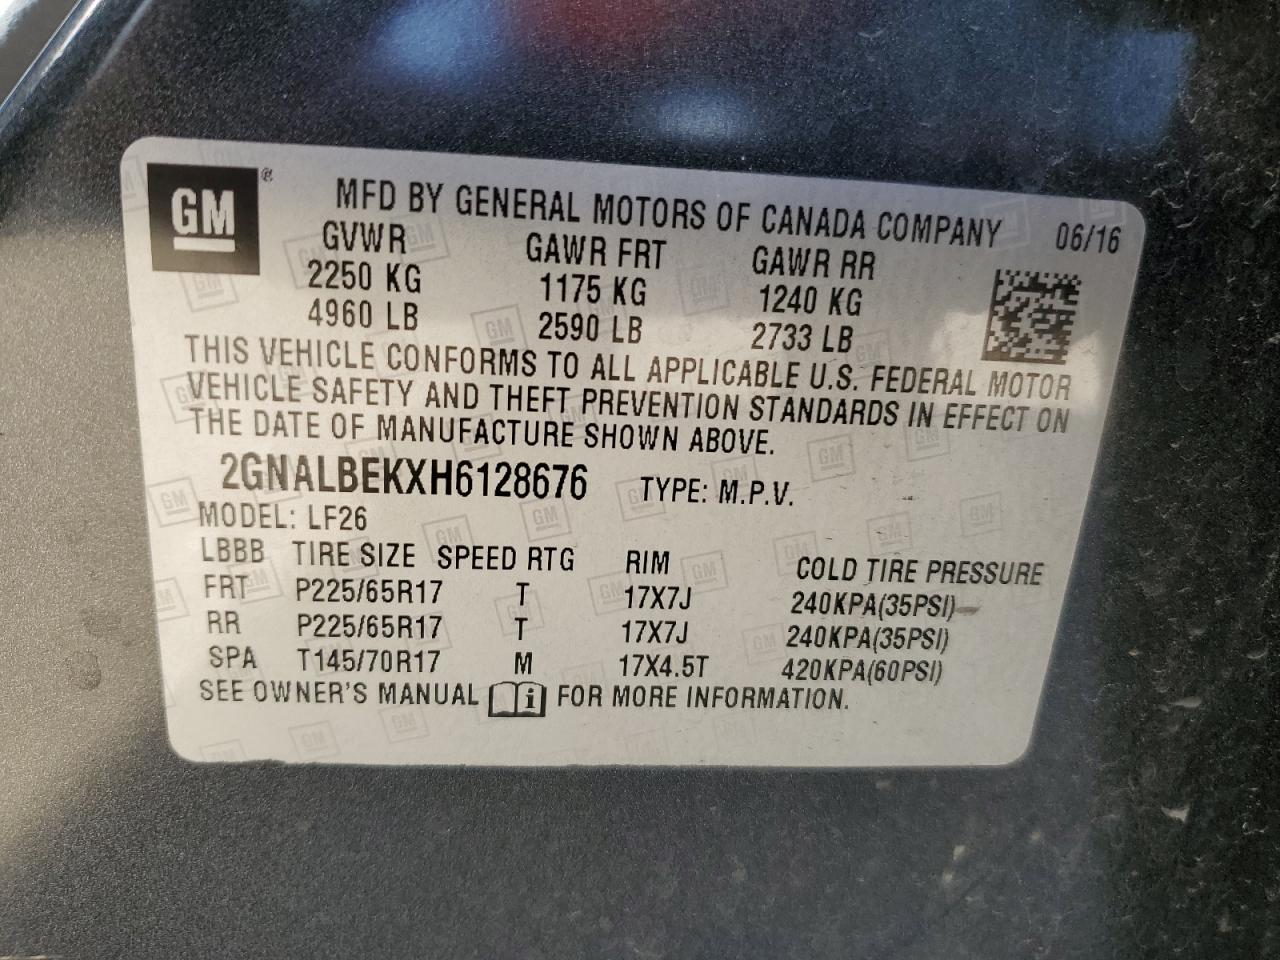 GM ®
MFD BY GENERAL MOTORS OF CANADA COMPANY 06/16
GVWR GAWR FRT GAWR RR
2250 KG 1175 KG 1240 KG
4960 LB 2590 LB 2733 LB
THIS VEHICLE CONFORMS TO ALL APPLICABLE U.S. FEDERAL MOTOR
VEHICLE SAFETY AND THEFT PREVENTION STANDARDS IN EFFECT ON
THE DATE OF MANUFACTURE SHOWN ABOVE.
2GNALBEKXH6128676 TYPE: M.P.V.
MODEL: LF26
LBBB TIRE SIZE SPEED RTG RIM COLD TIRE PRESSURE
FRT P225/65R17 T 17X7J 240KPA(35PSI)
RR P225/65R17 T 17X7J 240KPA(35PSI)
SPA T145/70R17 M 17X4.5T 420KPA(60PSI)
SEE OWNER'S MANUAL i FOR MORE INFORMATION.